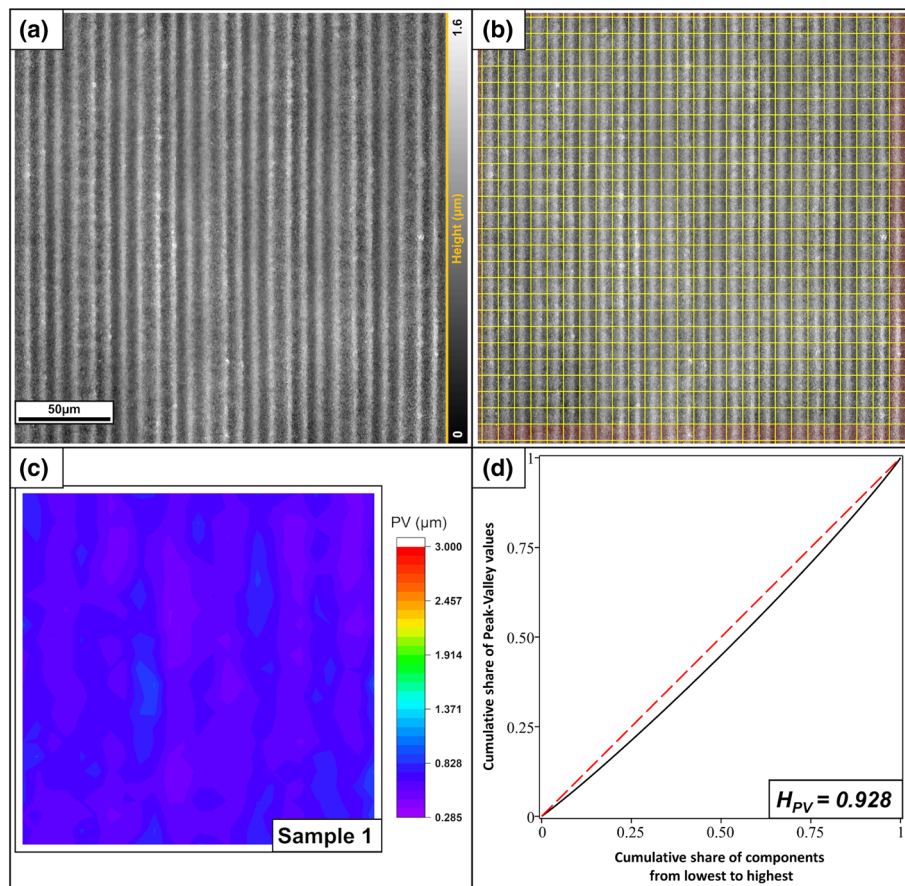 (a)
1.6
Height (µm)
0
50µm
(b)
(c)
PV (µm)
3.000
2.457
1.914
1.371
0.828
0.285
Sample 1
(d)
Cumulative share of Peak-Valley values
1
0.75
0.50
0.25
0
0
0.25
0.50
0.75
1
H_PV = 0.928
Cumulative share of components
from lowest to highest